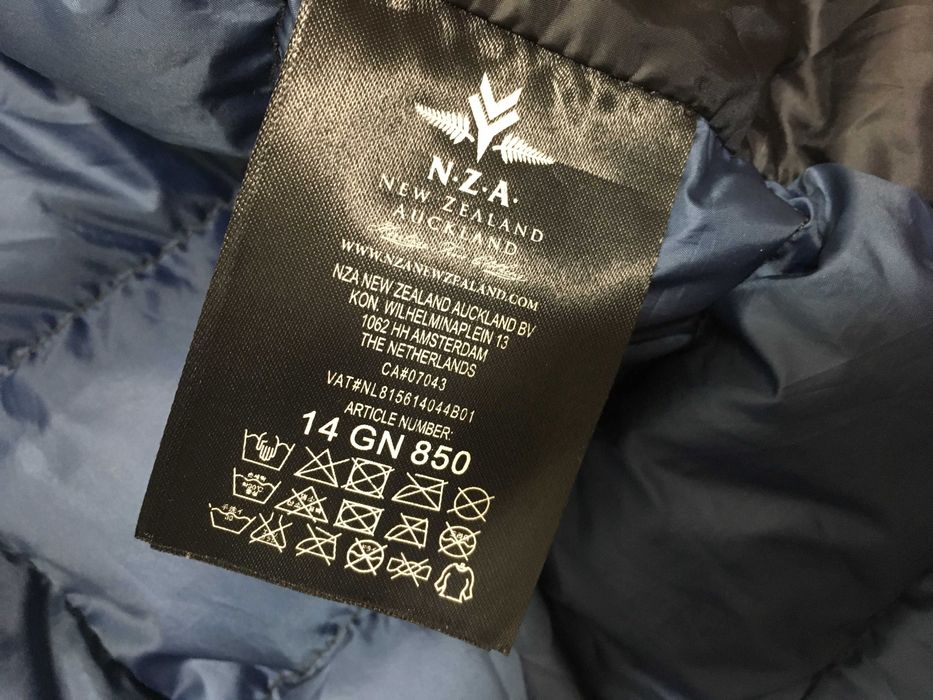 N·Z·A·
NEW ZEALAND
AUCKLAND
WWW.NZANEWZEALAND.COM
NZA NEW ZEALAND AUCKLAND BV
KON. WILHELMINAPLEIN 13
1062 HH AMSTERDAM
THE NETHERLANDS
CA#07043
VAT#NL815614044B01
ARTICLE NUMBER:
14 GN 850